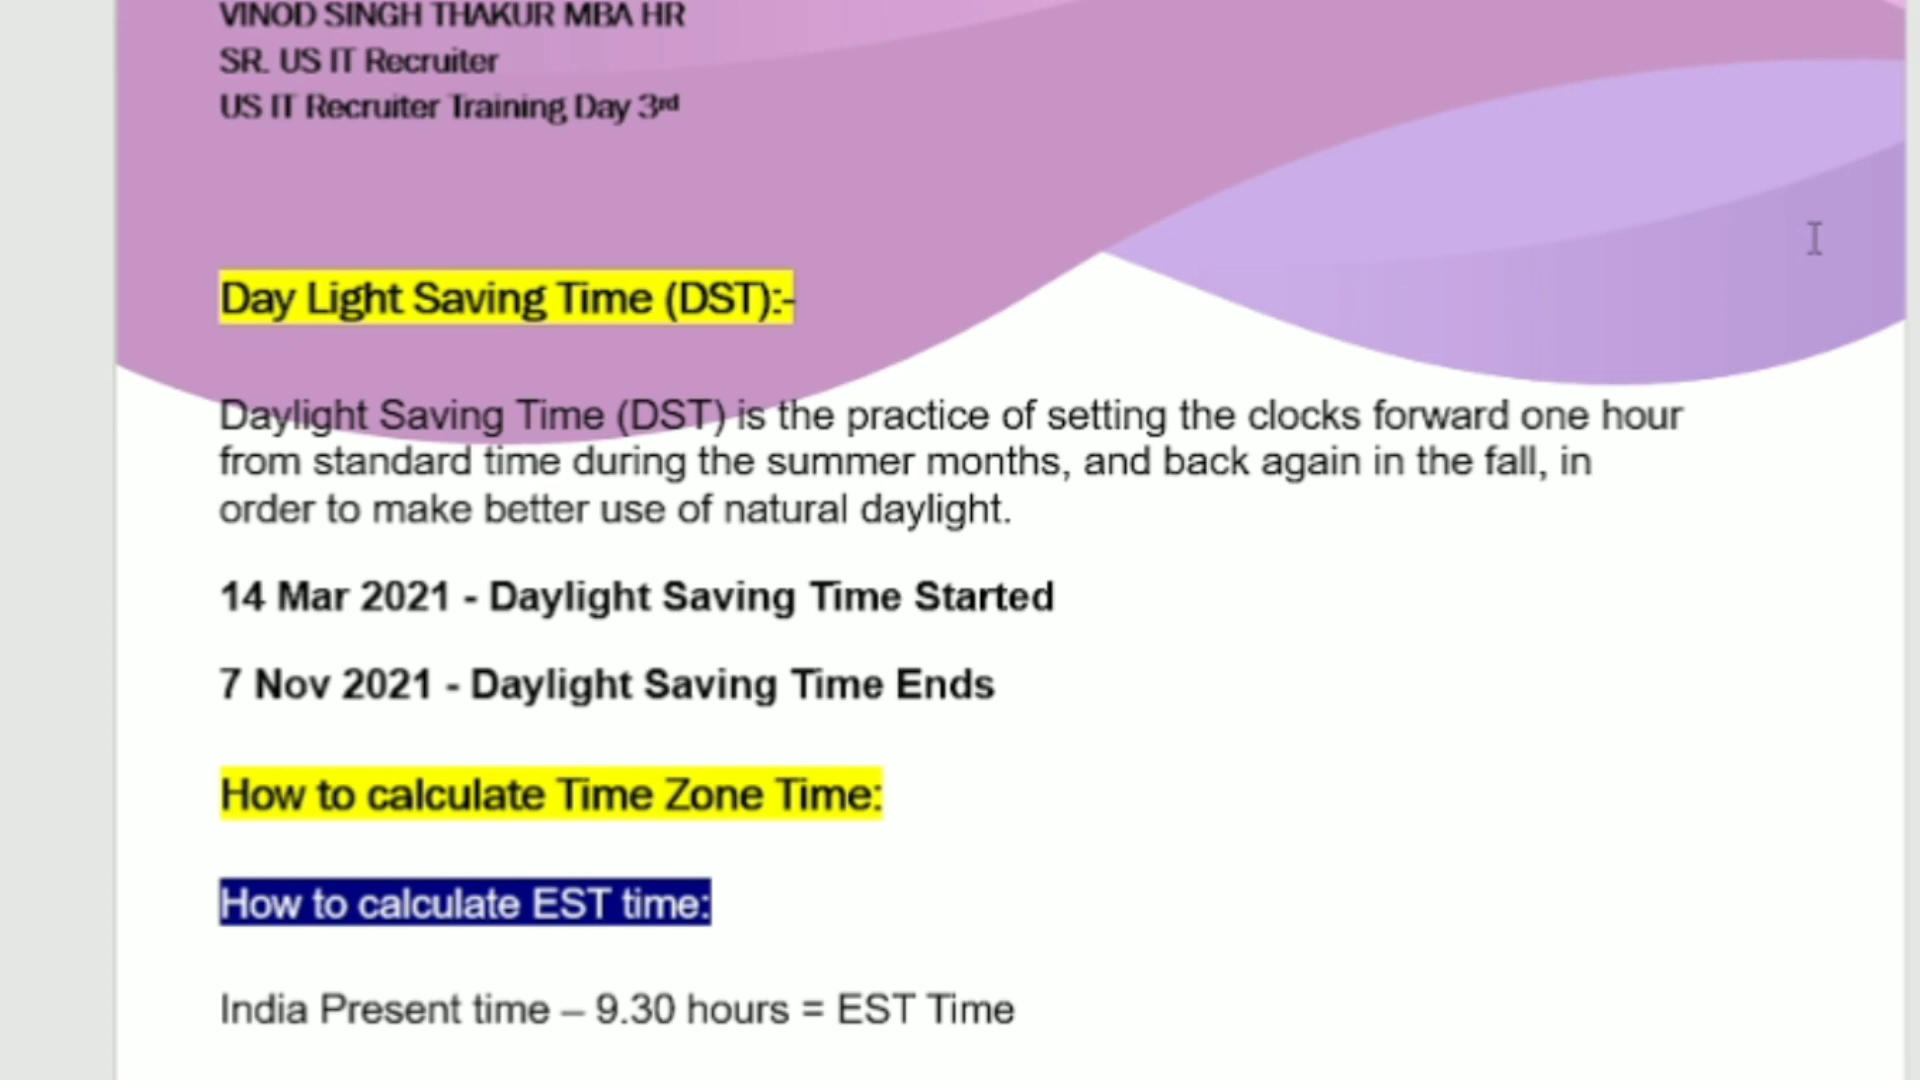 VINOD SINGH THAKUR MBA HR
SR. US IT Recruiter
US IT Recruiter Training Day 3rd
Day Light Saving Time (DST):-
Daylight Saving Time (DST) is the practice of setting the clocks forward one hour
from standard time during the summer months, and back again in the fall, in
order to make better use of natural daylight.
14 Mar 2021 - Daylight Saving Time Started
7 Nov 2021 - Daylight Saving Time Ends
How to calculate Time Zone Time:
How to calculate EST time:
India Present time – 9.30 hours = EST Time